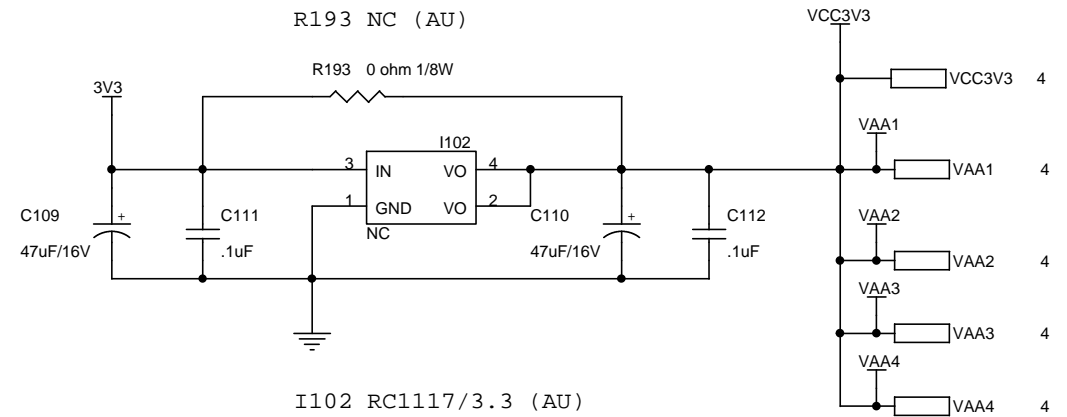 R193 NC (AU)
VCC3V3
R193 0 ohm 1/8W
3V3
VCC3V3 4
VAA1
I102
3 IN VO 4
VAA1 4
1 GND VO 2
NC
C109
47uF/16V
+
C111
.1uF
C110
47uF/16V
+
C112
.1uF
VAA2
VAA2 4
VAA3
VAA3 4
VAA4
VAA4 4
I102 RC1117/3.3 (AU)